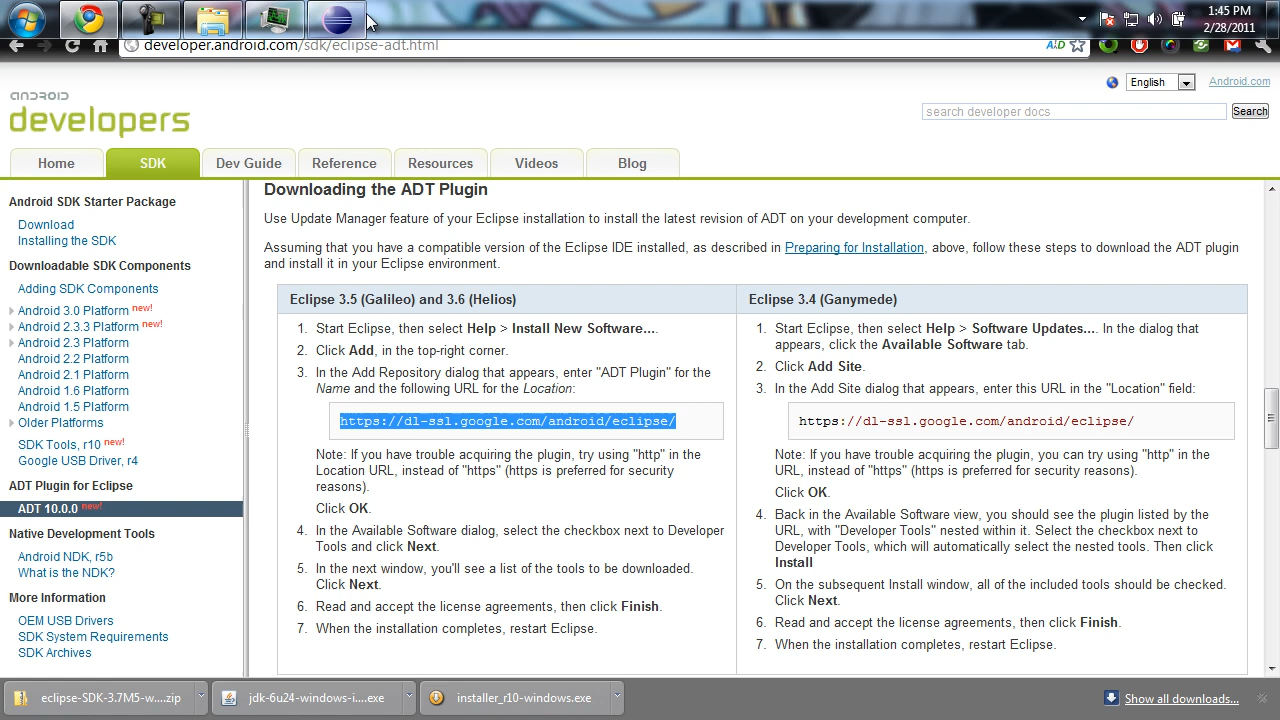 1:45 PM
2/28/2011
developer.android.com/sdk/eclipse-adt.html
English
Android.com
android
developers
search developer docs
Search
Home
SDK
Dev Guide
Reference
Resources
Videos
Blog
Android SDK Starter Package
Download
Installing the SDK
Downloadable SDK Components
Adding SDK Components
Android 3.0 Platform new!
Android 2.3.3 Platform new!
Android 2.3 Platform
Android 2.2 Platform
Android 2.1 Platform
Android 1.6 Platform
Android 1.5 Platform
Older Platforms
SDK Tools, r10 new!
Google USB Driver, r4
ADT Plugin for Eclipse
ADT 10.0.0 new!
Native Development Tools
Android NDK, r5b
What is the NDK?
More Information
OEM USB Drivers
SDK System Requirements
SDK Archives
Downloading the ADT Plugin
Use Update Manager feature of your Eclipse installation to install the latest revision of ADT on your development computer.
Assuming that you have a compatible version of the Eclipse IDE installed, as described in Preparing for Installation, above, follow these steps to download the ADT plugin
and install it in your Eclipse environment.
Eclipse 3.5 (Galileo) and 3.6 (Helios)
1. Start Eclipse, then select Help > Install New Software....
2. Click Add, in the top-right corner.
3. In the Add Repository dialog that appears, enter "ADT Plugin" for the
Name and the following URL for the Location:
https://dl-ssl.google.com/android/eclipse/
Note: If you have trouble acquiring the plugin, try using "http" in the
Location URL, instead of "https" (https is preferred for security
reasons).
Click OK.
4. In the Available Software dialog, select the checkbox next to Developer
Tools and click Next.
5. In the next window, you'll see a list of the tools to be downloaded.
Click Next.
6. Read and accept the license agreements, then click Finish.
7. When the installation completes, restart Eclipse.
Eclipse 3.4 (Ganymede)
1. Start Eclipse, then select Help > Software Updates.... In the dialog that
appears, click the Available Software tab.
2. Click Add Site.
3. In the Add Site dialog that appears, enter this URL in the "Location" field:
https://dl-ssl.google.com/android/eclipse/
Note: If you have trouble acquiring the plugin, you can try using "http" in the
URL, instead of "https" (https is preferred for security reasons).
Click OK.
4. Back in the Available Software view, you should see the plugin listed by the
URL, with "Developer Tools" nested within it. Select the checkbox next to
Developer Tools, which will automatically select the nested tools. Then click
Install
5. On the subsequent Install window, all of the included tools should be checked.
Click Next.
6. Read and accept the license agreements, then click Finish.
7. When the installation completes, restart Eclipse.
eclipse-SDK-3.7M5-w....zip
jdk-6u24-windows-i....exe
installer_r10-windows.exe
Show all downloads...